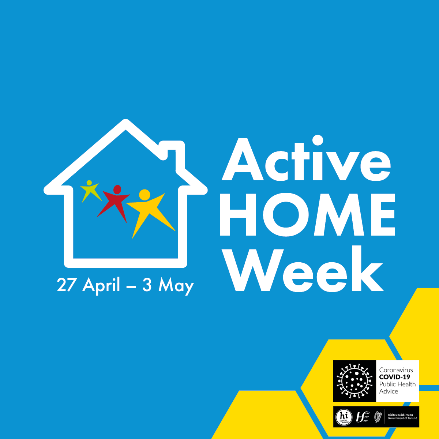 Active
HOME
Week
27 April – 3 May
Coronavirus
COVID-19
Public Health
Advice